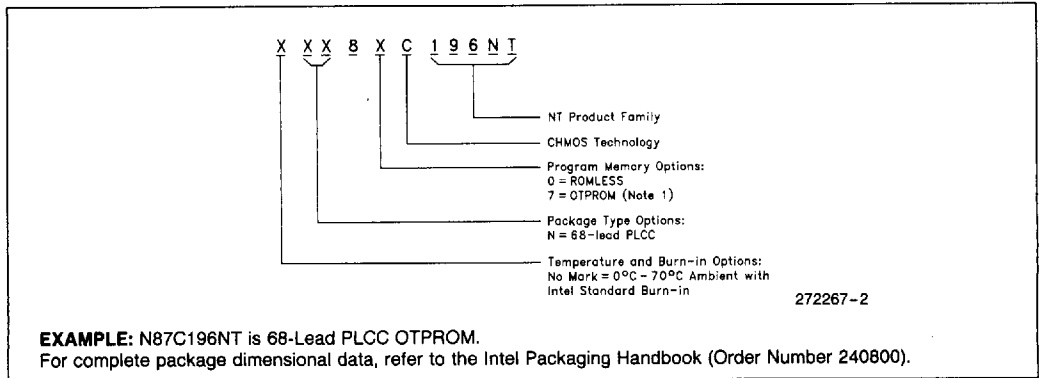 X XX 8 X C 196NT
NT Product Family
CHMOS Technology
Program Memory Options:
0 = ROMLESS
7 = OTPROM (Note 1)
Package Type Options:
N = 68-lead PLCC
Temperature and Burn-in Options:
No Mark = 0°C - 70°C Ambient with
Intel Standard Burn-in
272267-2
EXAMPLE: N87C196NT is 68-Lead PLCC OTPROM.
For complete package dimensional data, refer to the Intel Packaging Handbook (Order Number 240800).